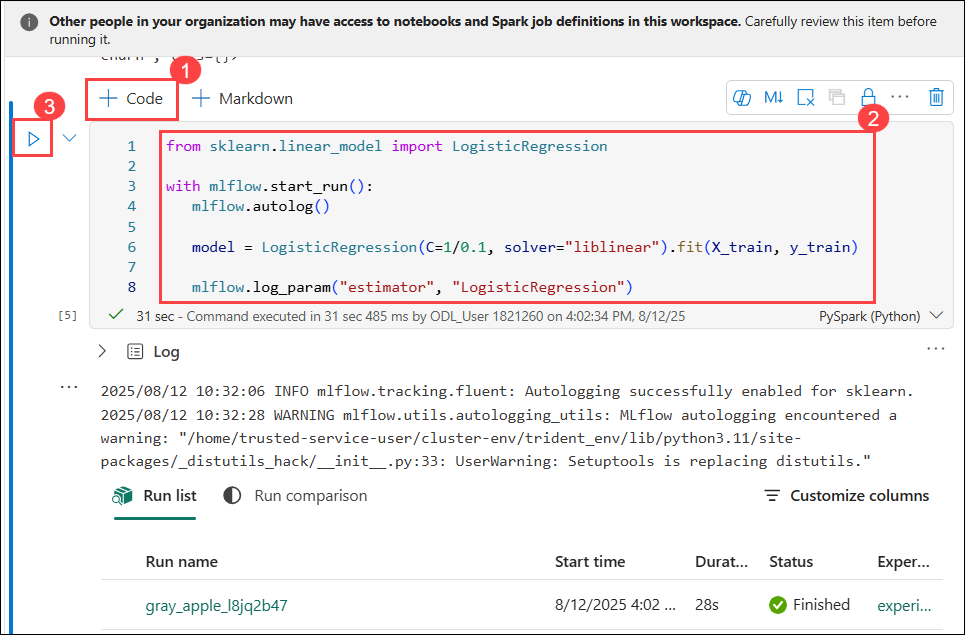 Other people in your organization may have access to notebooks and Spark job definitions in this workspace. Carefully review this item before
running it.
1
+ Code + Markdown
M↓ ...
3
2
1 from sklearn.linear_model import LogisticRegression
2
3 with mlflow.start_run():
4 mlflow.autolog()
5
6 model = LogisticRegression(C=1/0.1, solver="liblinear").fit(X_train, y_train)
7
8 mlflow.log_param("estimator", "LogisticRegression")
[5] 31 sec - Command executed in 31 sec 485 ms by ODL_User 1821260 on 4:02:34 PM, 8/12/25 PySpark (Python)
Log ...
... 2025/08/12 10:32:06 INFO mlflow.tracking.fluent: Autologging successfully enabled for sklearn.
2025/08/12 10:32:28 WARNING mlflow.utils.autologging_utils: MLflow autologging encountered a
warning: "/home/trusted-service-user/cluster-env/trident_env/lib/python3.11/site-
packages/_distutils_hack/__init__.py:33: UserWarning: Setuptools is replacing distutils."
Run list Run comparison Customize columns
Run name Start time Durat... Status Exper...
gray_apple_l8jq2b47 8/12/2025 4:02 ... 28s Finished experi...